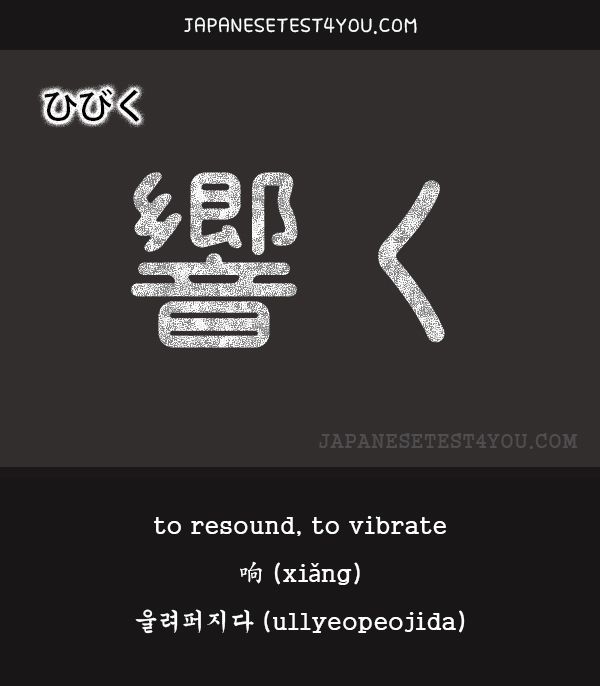 JAPANESETEST4YOU.COM
ひびく
響く
JAPANESETEST4YOU.COM
to resound, to vibrate
响 (xiǎng)
울려퍼지다 (ullyeopeojida)